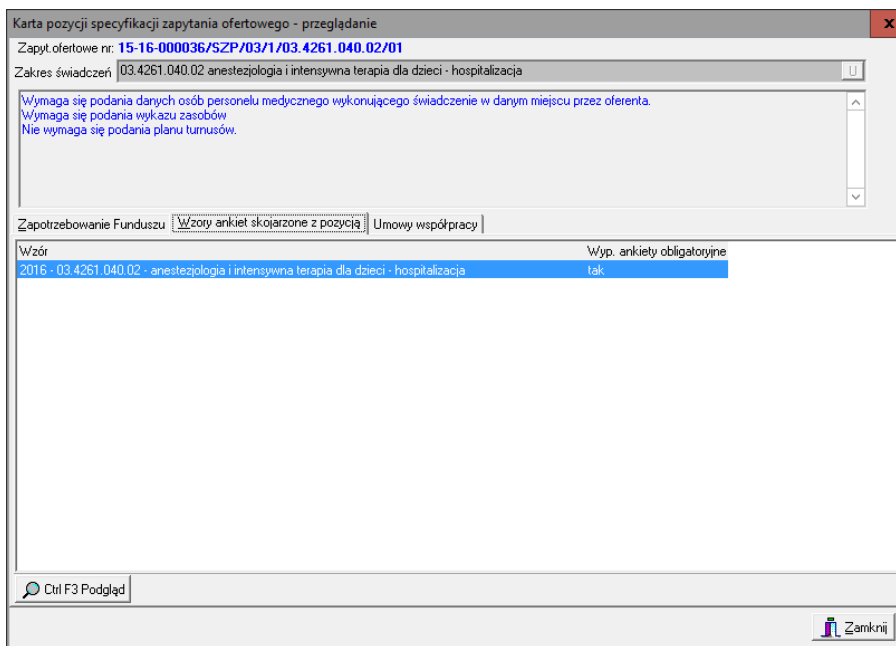 Karta pozycji specyfikacji zapytania ofertowego - przeglądanie
x
Zapyt.ofertowe nr: 15-16-000036/SZP/03/1/03.4261.040.02/01
Zakres świadczeń 03.4261.040.02 anestezjologia i intensywna terapia dla dzieci - hospitalizacja U
Wymaga się podania danych osób personelu medycznego wykonującego świadczenie w danym miejscu przez oferenta.
Wymaga się podania wykazu zasobów
Nie wymaga się podania planu turnusów.
Zapotrzebowanie Funduszu Wzory ankiet skojarzone z pozycją Umowy współpracy
Wzór Wyp. ankiety obligatoryjne
2016 - 03.4261.040.02 - anestezjologia i intensywna terapia dla dzieci - hospitalizacja tak
Ctrl F3 Podgląd
Zamknij